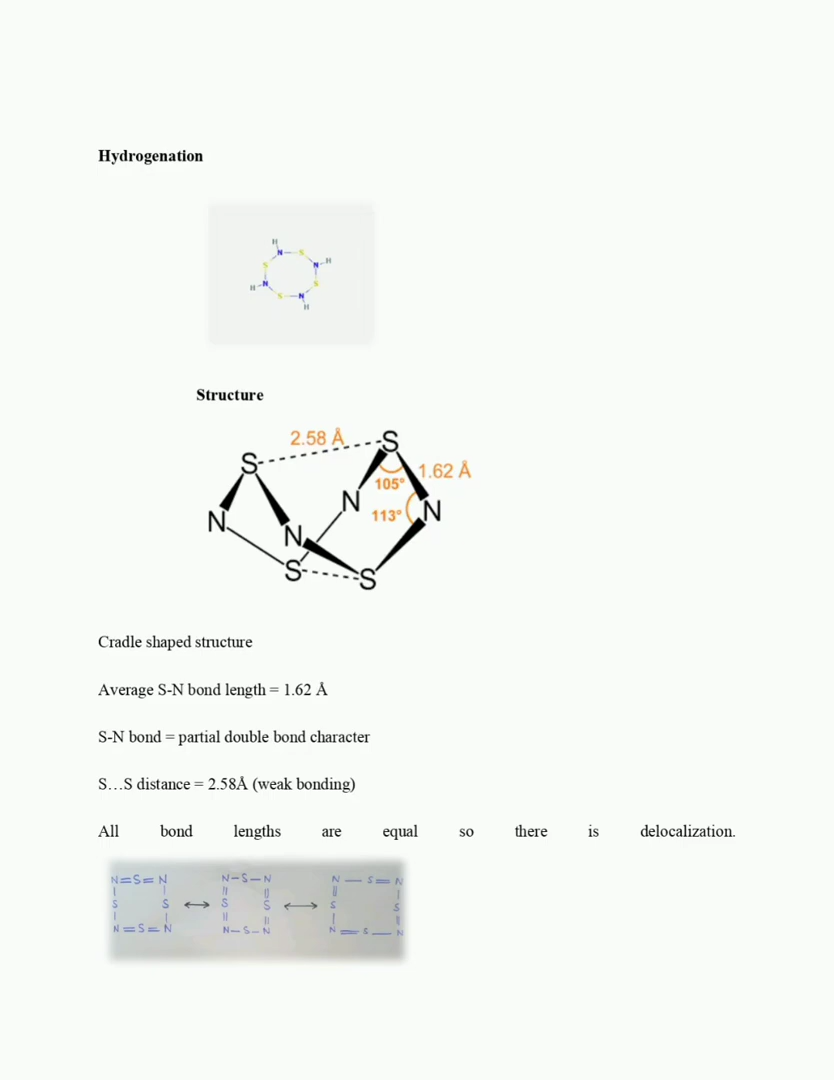 Hydrogenation
H
N S
S N H
H N S
S N
H
Structure
2.58 Å S
S 1.62 Å
105°
N 113° N
N N
S S
Cradle shaped structure
Average S-N bond length = 1.62 Å
S-N bond = partial double bond character
S…S distance = 2.58Å (weak bonding)
All bond lengths are equal so there is delocalization.
N=S=N N-S-N N-S=N
S S ↔ S S ↔ S S
N=S=N N-S-N N=S-N